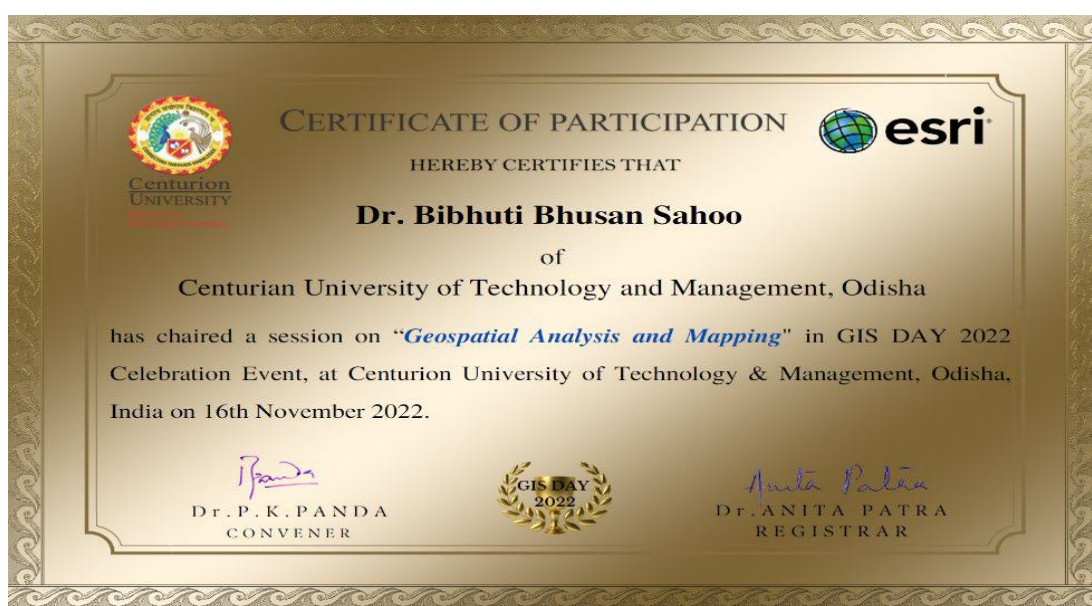 CERTIFICATE OF PARTICIPATION
esri
HEREBY CERTIFIES THAT
Centurion
UNIVERSITY
Dr. Bibhuti Bhusan Sahoo
of
Centurian University of Technology and Management, Odisha
has chaired a session on “Geospatial Analysis and Mapping" in GIS DAY 2022
Celebration Event, at Centurion University of Technology & Management, Odisha,
India on 16th November 2022.
GIS DAY
2022
Dr.P.K.PANDA
CONVENER
Anita Patra
Dr.ANITA PATRA
REGISTRAR